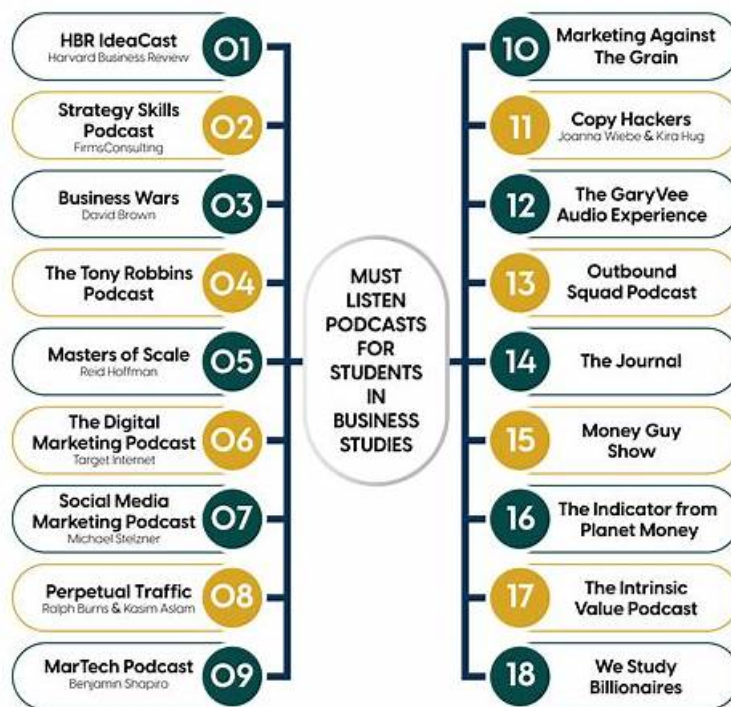 HBR IdeaCast
Harvard Business Review
01
Strategy Skills
Podcast
FirmsConsulting
02
Business Wars
David Brown
03
The Tony Robbins
Podcast
04
Masters of Scale
Reid Hoffman
05
The Digital
Marketing Podcast
Target Internet
06
Social Media
Marketing Podcast
Michael Stelzner
07
Perpetual Traffic
Ralph Burns & Kasim Aslam
08
MarTech Podcast
Benjamin Shapiro
09
MUST
LISTEN
PODCASTS
FOR
STUDENTS
IN
BUSINESS
STUDIES
10
Marketing Against
The Grain
11
Copy Hackers
Joanna Wiebe & Kira Hug
12
The GaryVee
Audio Experience
13
Outbound
Squad Podcast
14
The Journal
15
Money Guy
Show
16
The Indicator from
Planet Money
17
The Intrinsic
Value Podcast
18
We Study
Billionaires